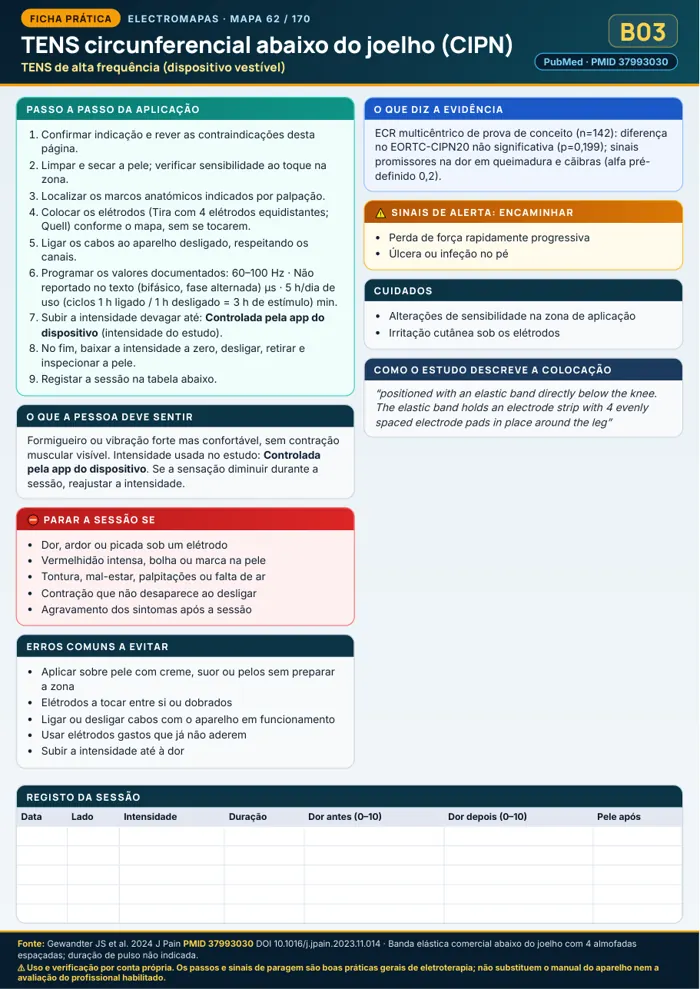 FICHA PRÁTICA ELECTROMAPAS · MAPA 62 / 170
TENS circunferencial abaixo do joelho (CIPN)
TENS de alta frequência (dispositivo vestível)
B03
PubMed · PMID 37993030
PASSO A PASSO DA APLICAÇÃO
1. Confirmar indicação e rever as contraindicações desta
página.
2. Limpar e secar a pele; verificar sensibilidade ao toque na
zona.
3. Localizar os marcos anatómicos indicados por palpação.
4. Colocar os elétrodos (Tira com 4 elétrodos equidistantes;
Quell) conforme o mapa, sem se tocarem.
5. Ligar os cabos ao aparelho desligado, respeitando os
canais.
6. Programar os valores documentados: 60–100 Hz · Não
reportado no texto (bifásico, fase alternada) µs · 5 h/dia de
uso (ciclos 1 h ligado / 1 h desligado = 3 h de estímulo) min.
7. Subir a intensidade devagar até: Controlada pela app do
dispositivo (intensidade do estudo).
8. No fim, baixar a intensidade a zero, desligar, retirar e
inspecionar a pele.
9. Registar a sessão na tabela abaixo.
O QUE A PESSOA DEVE SENTIR
Formigueiro ou vibração forte mas confortável, sem contração
muscular visível. Intensidade usada no estudo: Controlada
pela app do dispositivo. Se a sensação diminuir durante a
sessão, reajustar a intensidade.
⛔ PARAR A SESSÃO SE
• Dor, ardor ou picada sob um elétrodo
• Vermelhidão intensa, bolha ou marca na pele
• Tontura, mal-estar, palpitações ou falta de ar
• Contração que não desaparece ao desligar
• Agravamento dos sintomas após a sessão
ERROS COMUNS A EVITAR
• Aplicar sobre pele com creme, suor ou pelos sem preparar
a zona
• Elétrodos a tocar entre si ou dobrados
• Ligar ou desligar cabos com o aparelho em funcionamento
• Usar elétrodos gastos que já não aderem
• Subir a intensidade até à dor
O QUE DIZ A EVIDÊNCIA
ECR multicêntrico de prova de conceito (n=142): diferença
no EORTC-CIPN20 não significativa (p=0,199); sinais
promissores na dor em queimadura e cãibras (alfa pré-
definido 0,2).
⚠ SINAIS DE ALERTA: ENCAMINHAR
• Perda de força rapidamente progressiva
• Úlcera ou infeção no pé
CUIDADOS
• Alterações de sensibilidade na zona de aplicação
• Irritação cutânea sob os elétrodos
COMO O ESTUDO DESCREVE A COLOCAÇÃO
"positioned with an elastic band directly below the knee.
The elastic band holds an electrode strip with 4 evenly
spaced electrode pads in place around the leg"
REGISTO DA SESSÃO
Data Lado Intensidade Duração Dor antes (0–10) Dor depois (0–10) Pele após
Fonte: Gewandter JS et al. 2024 J Pain PMID 37993030 DOI 10.1016/j.jpain.2023.11.014 · Banda elástica comercial abaixo do joelho com 4 almofadas
espaçadas; duração de pulso não indicada.
⚠ Uso e verificação por conta própria. Os passos e sinais de paragem são boas práticas gerais de eletroterapia; não substituem o manual do aparelho nem a
avaliação do profissional habilitado.